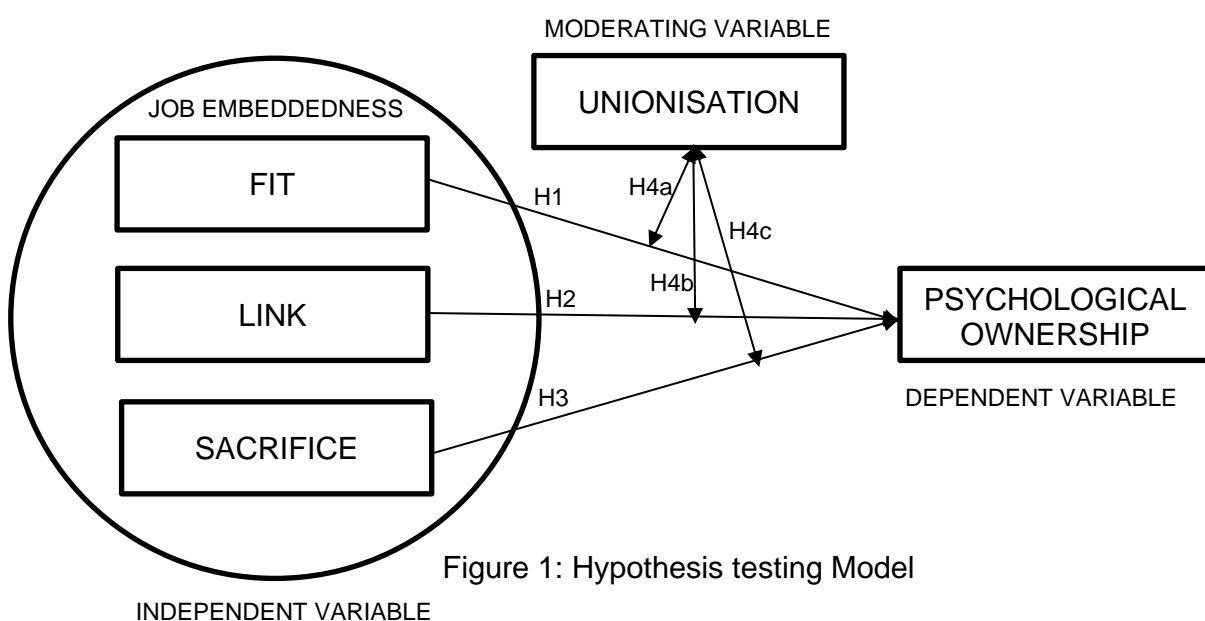 MODERATING VARIABLE
UNIONISATION
JOB EMBEDDEDNESS
FIT
H1
H4a
H4c
LINK
H2
H4b
PSYCHOLOGICAL
OWNERSHIP
DEPENDENT VARIABLE
H3
SACRIFICE
Figure 1: Hypothesis testing Model
INDEPENDENT VARIABLE